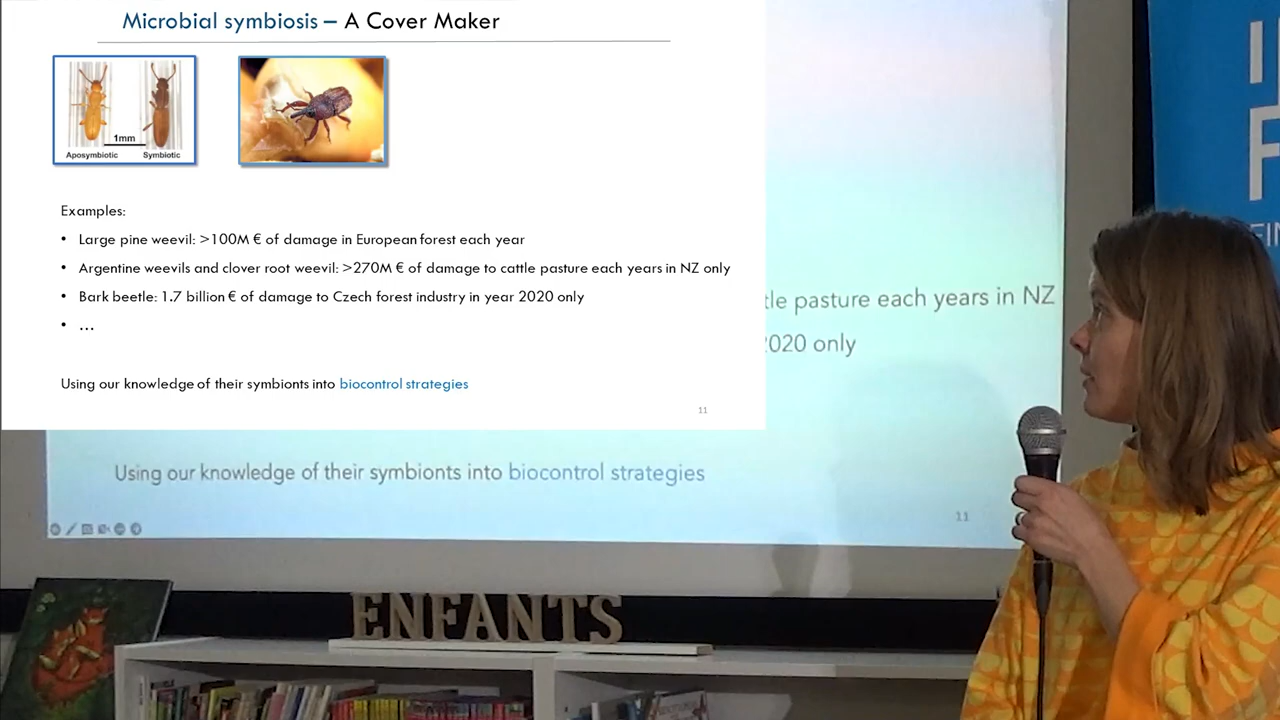 Microbial symbiosis – A Cover Maker
1mm
Aposymbiotic Symbiotic
Examples:
• Large pine weevil: >100M € of damage in European forest each year
• Argentine weevils and clover root weevil: >270M € of damage to cattle pasture each years in NZ only
• Bark beetle: 1.7 billion € of damage to Czech forest industry in year 2020 only
• ...
Using our knowledge of their symbionts into biocontrol strategies
11
tle pasture each years in NZ
2020 only
Using our knowledge of their symbionts into biocontrol strategies
11
ENFANTS